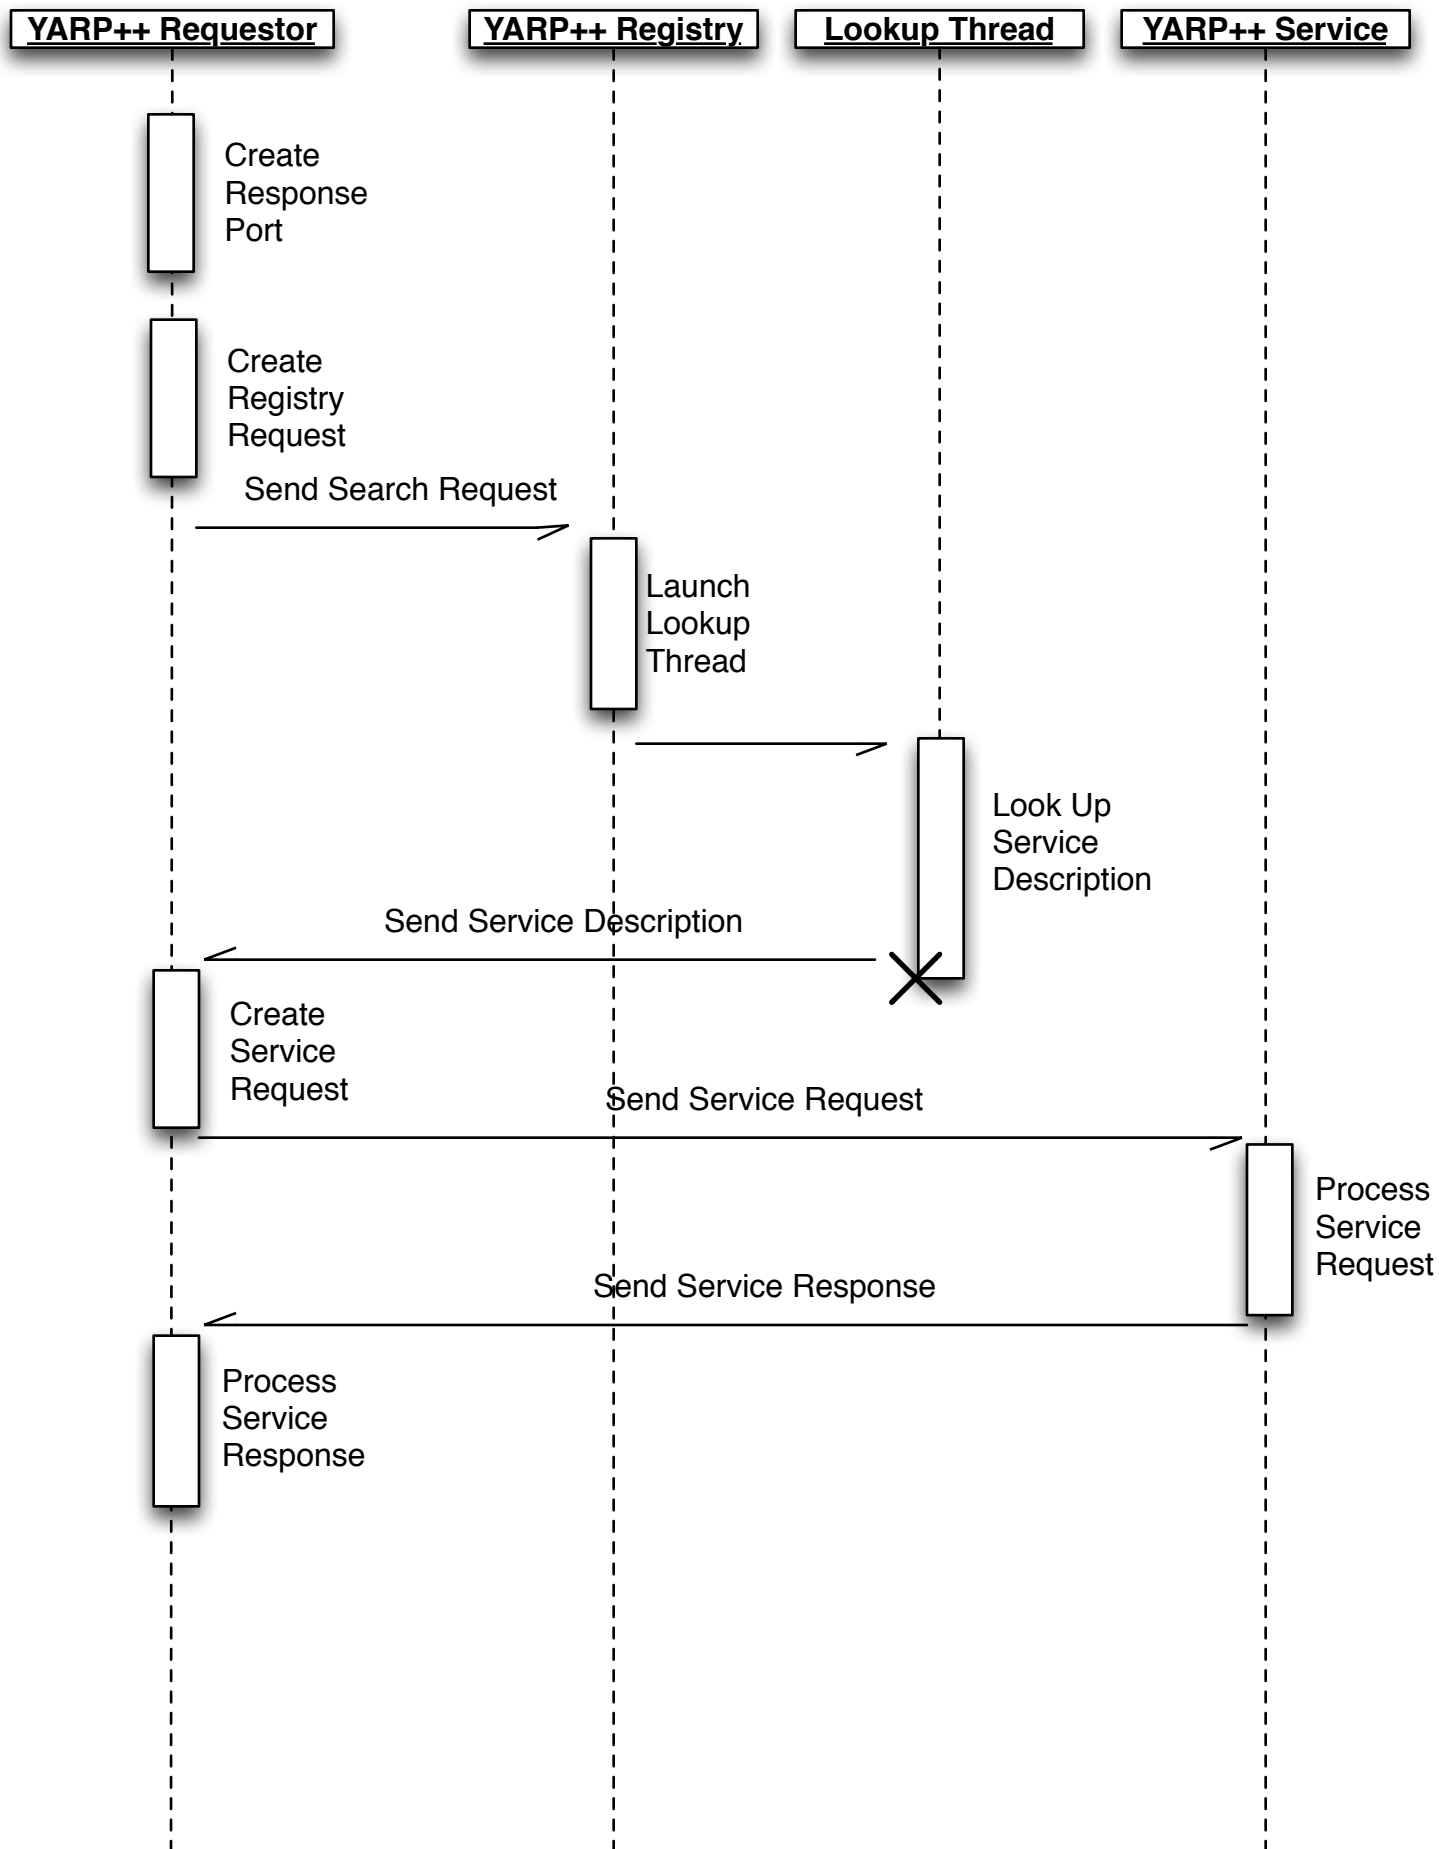 YARP++ Requestor
YARP++ Registry
Lookup Thread
YARP++ Service
Create
Response
Port
Create
Registry
Request
Send Search Request
Launch
Lookup
Thread
Look Up
Service
Description
Send Service Description
Create
Service
Request
Send Service Request
Process
Service
Request
Send Service Response
Process
Service
Response